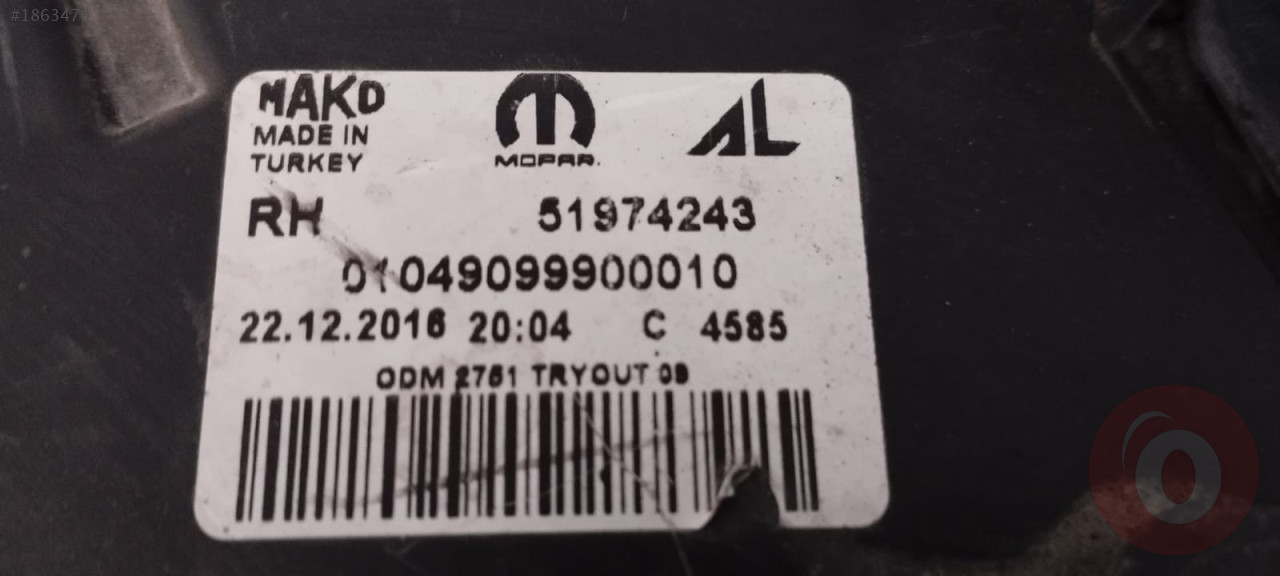 #186347
MAKO
MADE IN
TURKEY
MOPAR.
AL
RH 51974243
01049099900010
22.12.2016 20:04 C 4585
ODM 2751 TRYOUT 09